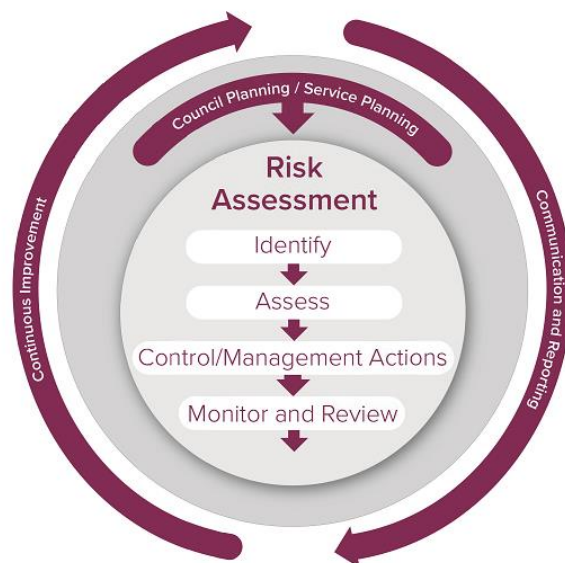 Council Planning / Service Planning
Risk
Assessment
Identify
Assess
Control/Management Actions
Monitor and Review
Continuous Improvement
Communication and Reporting